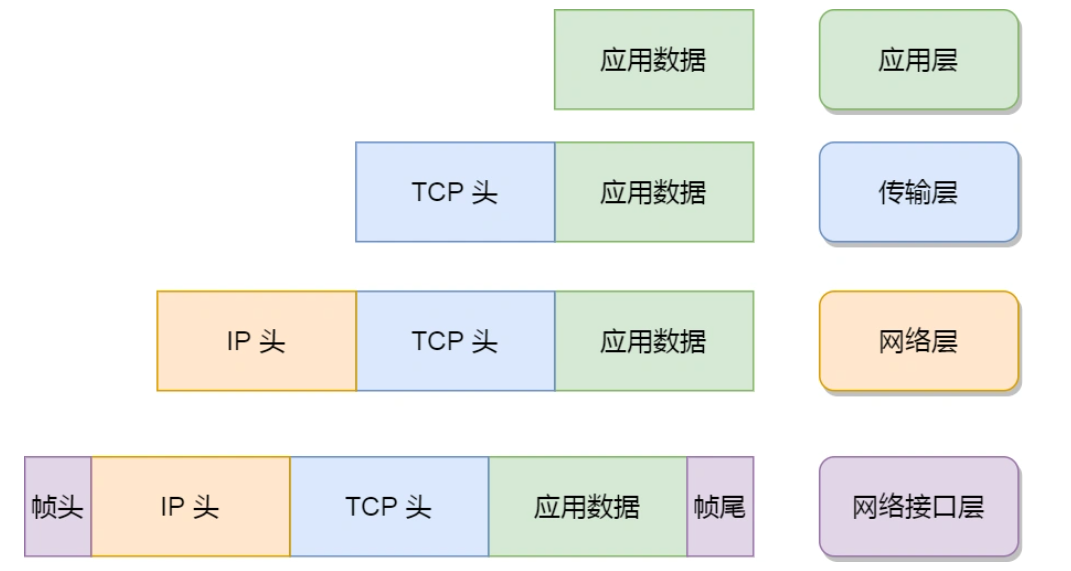 应用数据 应用层
TCP 头 应用数据 传输层
IP 头 TCP 头 应用数据 网络层
帧头 IP 头 TCP 头 应用数据 帧尾 网络接口层